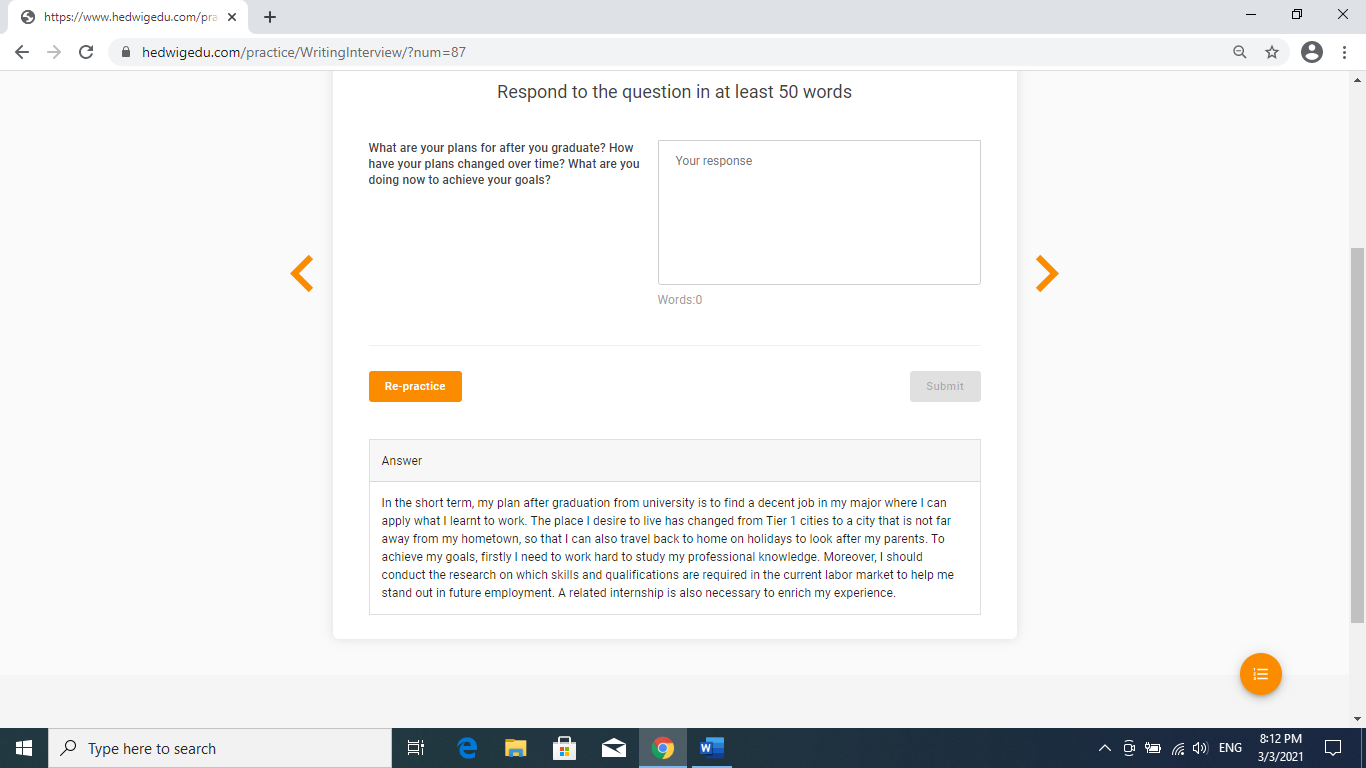 https://www.hedwigedu.com/pra
hedwigedu.com/practice/WritingInterview/?num=87
Respond to the question in at least 50 words
What are your plans for after you graduate? How
have your plans changed over time? What are you
doing now to achieve your goals?
Your response
Words:0
Re-practice
Submit
Answer
In the short term, my plan after graduation from university is to find a decent job in my major where I can
apply what I learnt to work. The place I desire to live has changed from Tier 1 cities to a city that is not far
away from my hometown, so that I can also travel back to home on holidays to look after my parents. To
achieve my goals, firstly I need to work hard to study my professional knowledge. Moreover, I should
conduct the research on which skills and qualifications are required in the current labor market to help me
stand out in future employment. A related internship is also necessary to enrich my experience.
Type here to search
ENG
8:12 PM
3/3/2021